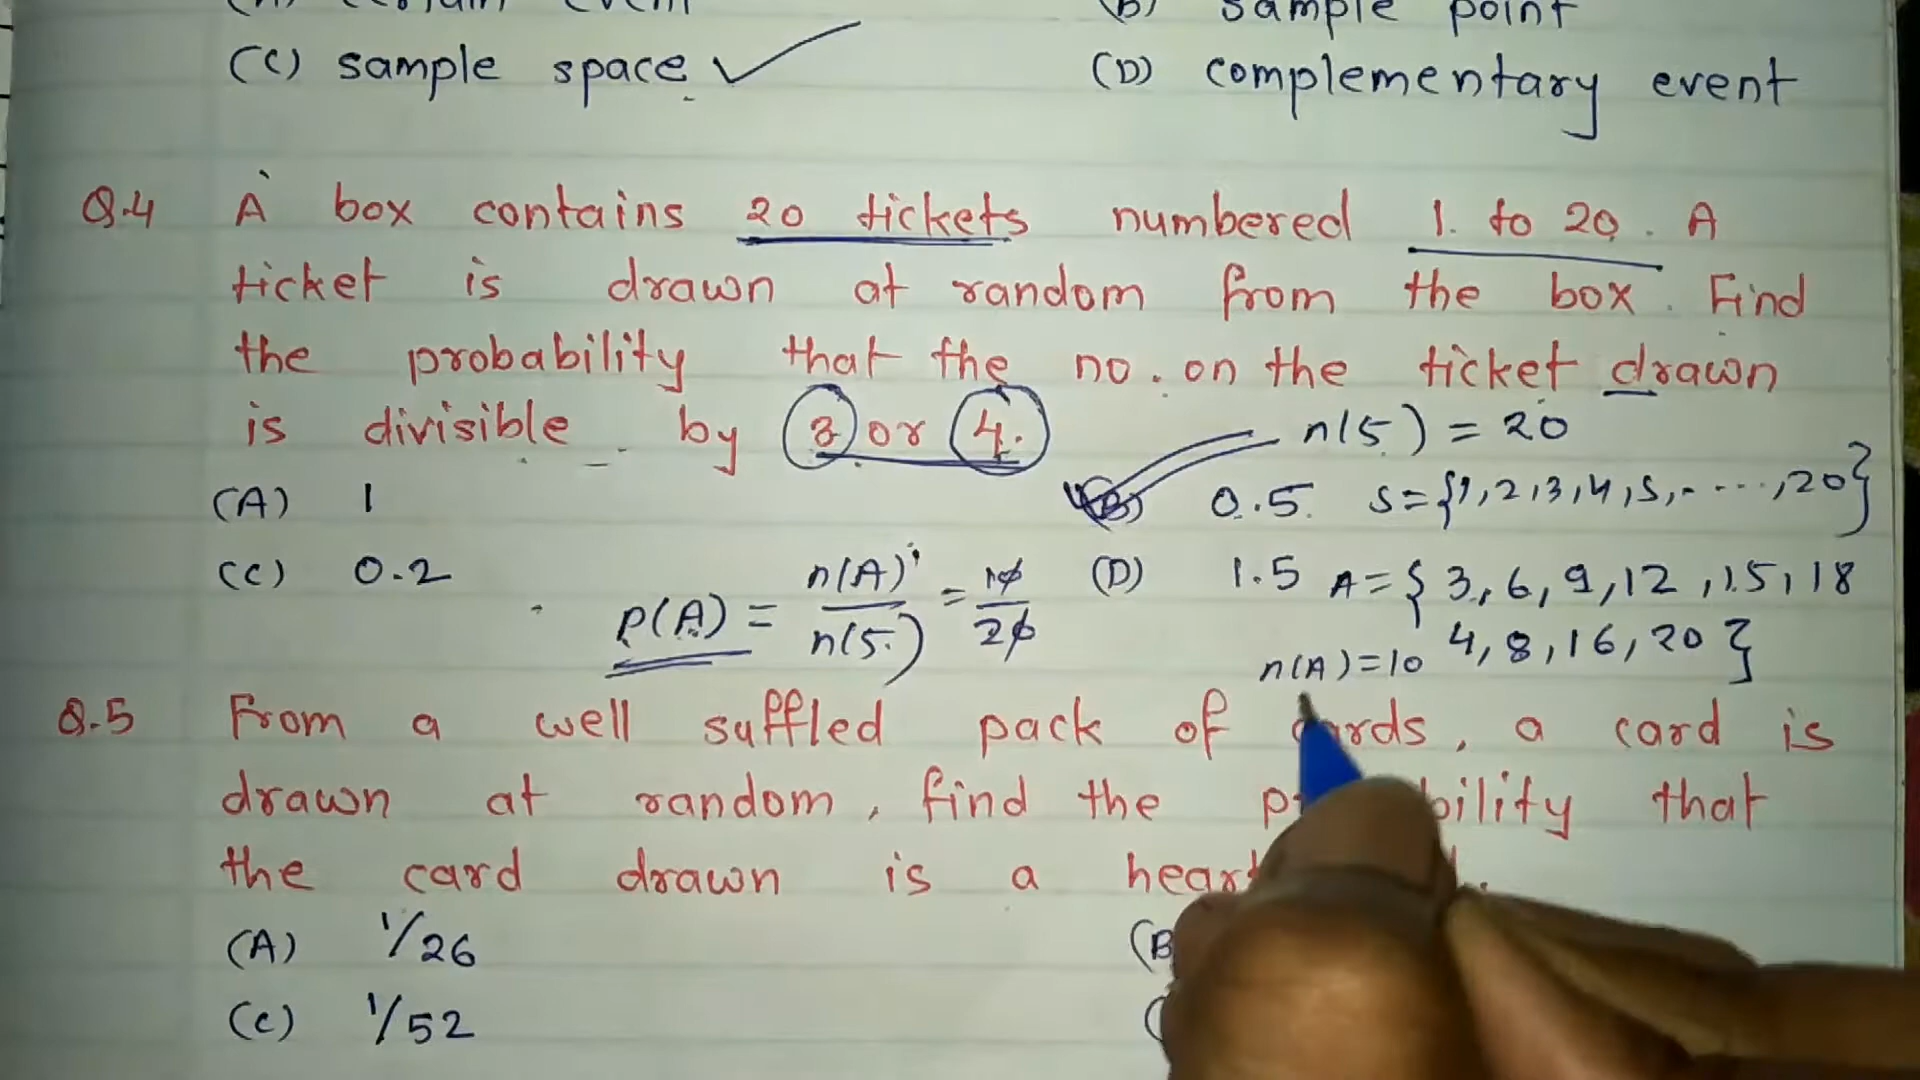 (B) sample point
(C) sample space ✓
(D) complementary event
Q.4 A box contains 20 tickets numbered 1 to 20. A
ticket is drawn at random from the box. Find
the probability that the no. on the ticket drawn
is divisible by 3 or 4.
n(S) = 20
(A) 1
(B) 0.5
S={1,2,3,4,5,.....,20}
(C) 0.2
(D) 1.5
A={3,6,9,12,15,18
4,8,16,20}
P(A) = n(A)/n(S) = 10/20
n(A)=10
Q.5 From a well suffled pack of cards, a card is
drawn at random, find the that
the card drawn is a
(A) 1/26
(B
(C) 1/52